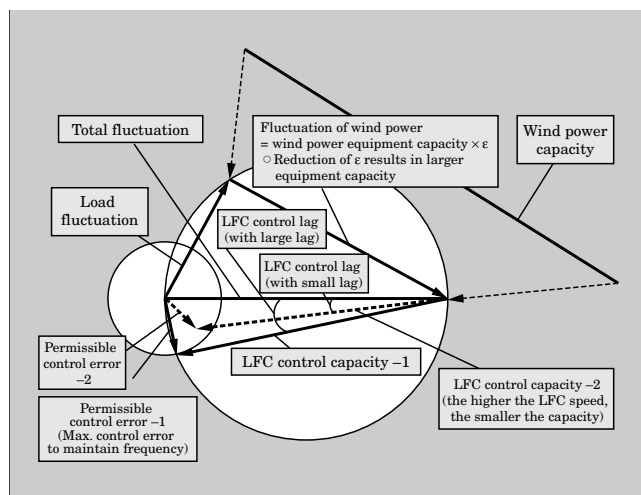 Total fluctuation
Fluctuation of wind power
= wind power equipment capacity × ε
○ Reduction of ε results in larger
equipment capacity
Wind power
capacity
Load
fluctuation
LFC control lag
(with large lag)
LFC control lag
(with small lag)
Permissible
control error
–2
LFC control capacity –1
LFC control capacity –2
(the higher the LFC speed,
the smaller the capacity)
Permissible
control error –1
(Max. control error
to maintain frequency)